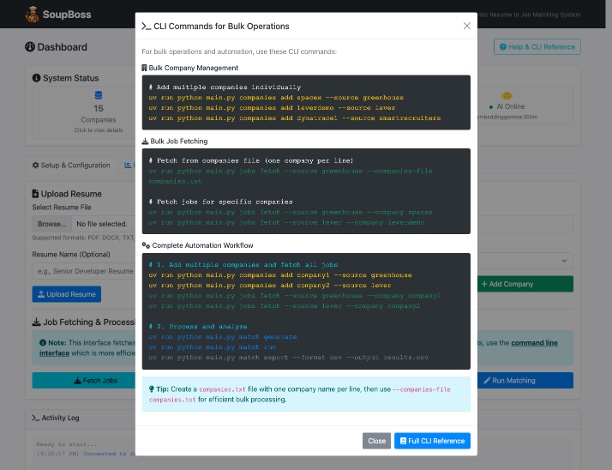 SoupBoss
ntic Resume to Job Matching System
Dashboard
Help & CLI Reference
System Status
15
Companies
Click to view details
AI Online
embeddinggemma:300m
Setup & Configuration
Upload Resume
Select Resume File
Browse... No file selected.
Supported formats: PDF, DOCX, TXT,
Resume Name (Optional)
e.g., Senior Developer Resume
Upload Resume
+ Add Company
Job Fetching & Process
Note: This interface fetches
interface which is more effici
s, use the command line
Fetch Jobs
Run Matching
Activity Log
Ready to start...
CLI Commands for Bulk Operations
For bulk operations and automation, use these CLI commands:
Bulk Company Management
# Add multiple companies individually
uv run python main.py companies add spacex --source greenhouse
uv run python main.py companies add leverdemo --source lever
uv run python main.py companies add dynatrace1 --source smartrecruiters
Bulk Job Fetching
# Fetch from companies file (one company per line)
uv run python main.py jobs fetch --source greenhouse --companies-file
companies.txt
# Fetch jobs for specific companies
uv run python main.py jobs fetch --source greenhouse --company spacex
uv run python main.py jobs fetch --source lever --company leverdemo
Complete Automation Workflow
# 1. Add multiple companies and fetch all jobs
uv run python main.py companies add company1 --source greenhouse
uv run python main.py companies add company2 --source lever
uv run python main.py jobs fetch --source greenhouse --company company1
uv run python main.py jobs fetch --source lever --company company2
# 2. Process and analyze
uv run python main.py match generate
uv run python main.py match run
uv run python main.py match export --format csv --output results.csv
Tip: Create a companies.txt file with one company name per line, then use --companies-file
companies.txt for efficient bulk processing.
Close
Full CLI Reference